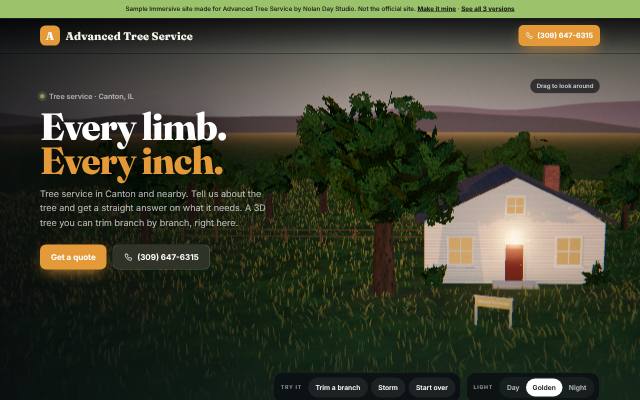 Sample Immersive site made for Advanced Tree Service by Nolan Day Studio. Not the official site. Make it mine · See all 3 versions
A Advanced Tree Service
(309) 647-6315
Drag to look around
Tree service · Canton, IL
Every limb.
Every inch.
Tree service in Canton and nearby. Tell us about the
tree and get a straight answer on what it needs. A 3D
tree you can trim branch by branch, right here.
Get a quote
(309) 647-6315
TRY IT Trim a branch Storm Start over
LIGHT Day Golden Night